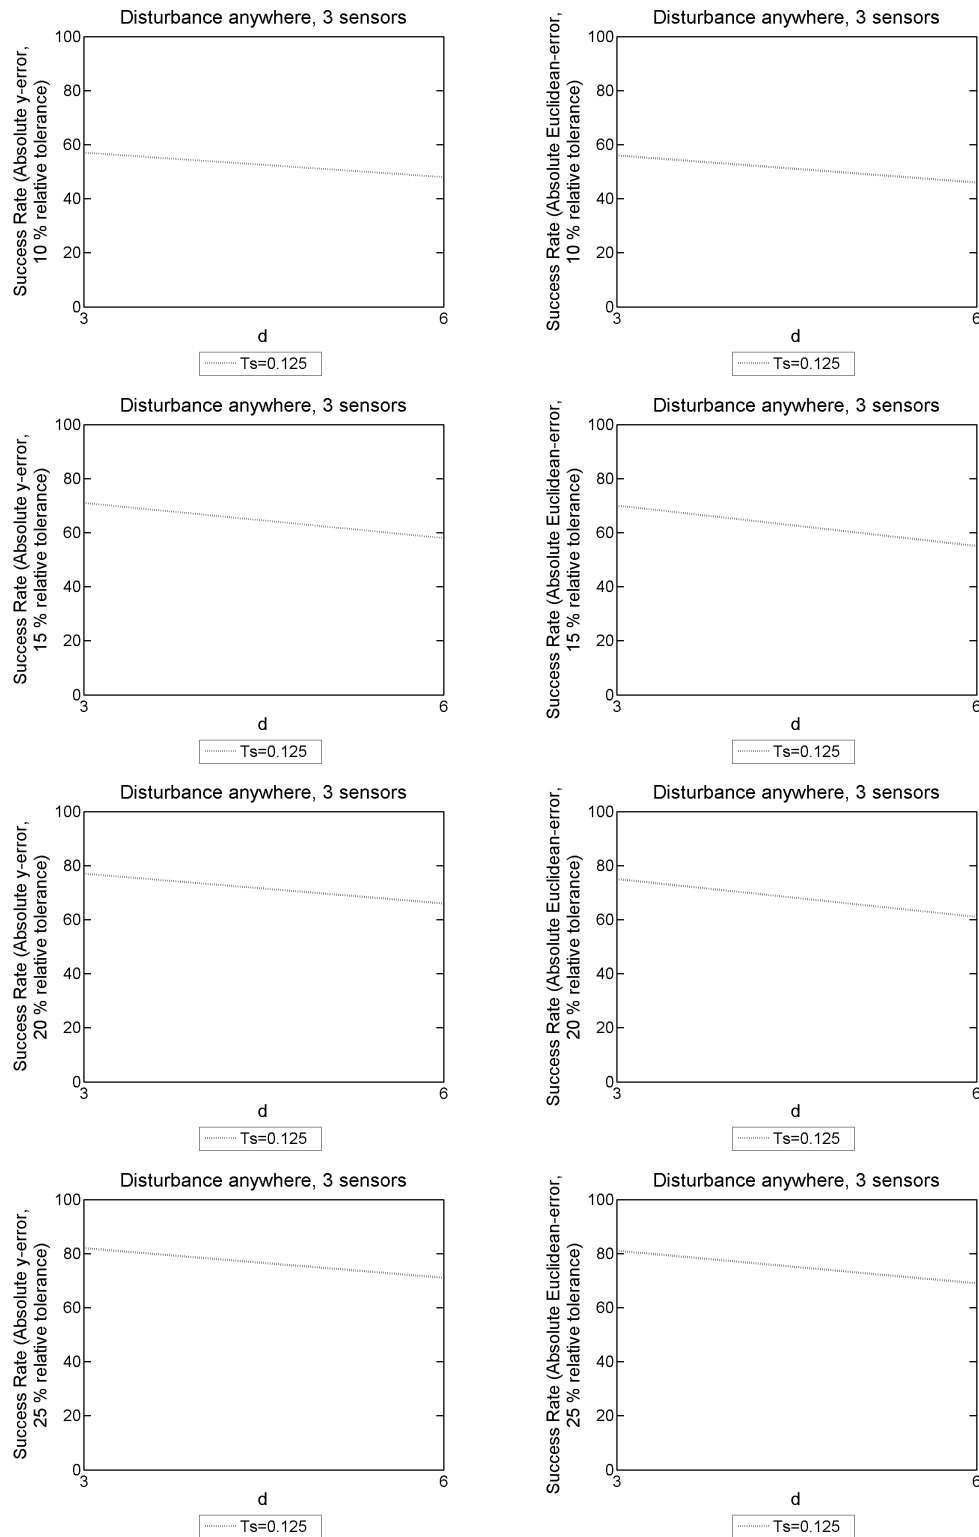 Disturbance anywhere, 3 sensors
Success Rate (Absolute y-error,
10 % relative tolerance)
100
80
60
40
20
0
3
6
d
Ts=0.125
Disturbance anywhere, 3 sensors
Success Rate (Absolute Euclidean-error,
10 % relative tolerance)
100
80
60
40
20
0
3
6
d
Ts=0.125
Disturbance anywhere, 3 sensors
Success Rate (Absolute y-error,
15 % relative tolerance)
100
80
60
40
20
0
3
6
d
Ts=0.125
Disturbance anywhere, 3 sensors
Success Rate (Absolute Euclidean-error,
15 % relative tolerance)
100
80
60
40
20
0
3
6
d
Ts=0.125
Disturbance anywhere, 3 sensors
Success Rate (Absolute y-error,
20 % relative tolerance)
100
80
60
40
20
0
3
6
d
Ts=0.125
Disturbance anywhere, 3 sensors
Success Rate (Absolute Euclidean-error,
20 % relative tolerance)
100
80
60
40
20
0
3
6
d
Ts=0.125
Disturbance anywhere, 3 sensors
Success Rate (Absolute y-error,
25 % relative tolerance)
100
80
60
40
20
0
3
6
d
Ts=0.125
Disturbance anywhere, 3 sensors
Success Rate (Absolute Euclidean-error,
25 % relative tolerance)
100
80
60
40
20
0
3
6
d
Ts=0.125